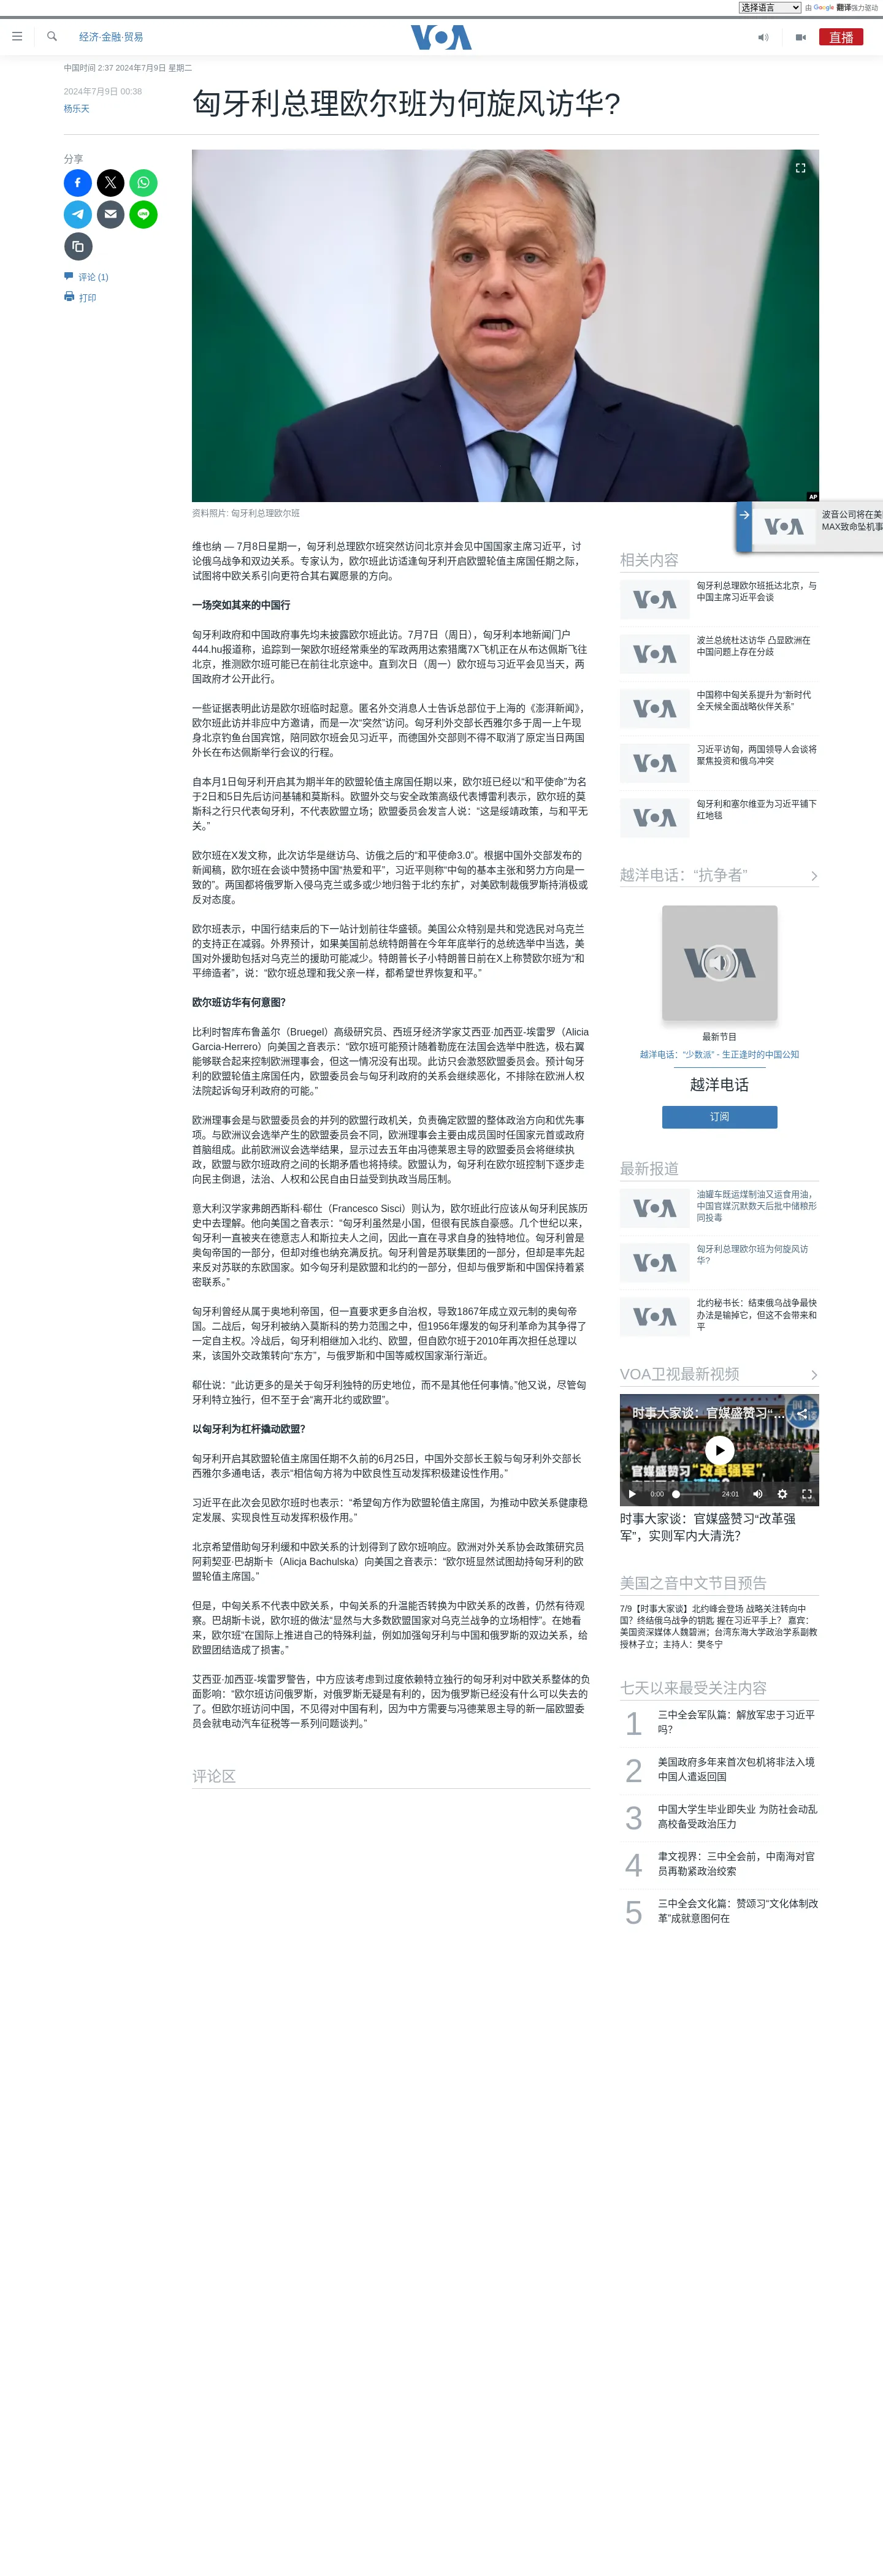 选择语言
由 Google 翻译强力驱动
经济·金融·贸易
VOA
直播
中国时间 2:37 2024年7月9日 星期二
2024年7月9日 00:38
杨乐天
匈牙利总理欧尔班为何旋风访华?
分享
评论 (1)
打印
AP
资料照片: 匈牙利总理欧尔班
波音公司将在美
MAX致命坠机事
维也纳 — 7月8日星期一，匈牙利总理欧尔班突然访问北京并会见中国国家主席习近平，讨
论俄乌战争和双边关系。专家认为，欧尔班此访适逢匈牙利开启欧盟轮值主席国任期之际，
试图将中欧关系引向更符合其右翼愿景的方向。
一场突如其来的中国行
匈牙利政府和中国政府事先均未披露欧尔班此访。7月7日（周日），匈牙利本地新闻门户
444.hu报道称，追踪到一架欧尔班经常乘坐的军政两用达索猎鹰7X飞机正在从布达佩斯飞往
北京，推测欧尔班可能已在前往北京途中。直到次日（周一）欧尔班与习近平会见当天，两
国政府才公开此行。
一些证据表明此访是欧尔班临时起意。匿名外交消息人士告诉总部位于上海的《澎湃新闻》，
欧尔班此访并非应中方邀请，而是一次“突然”访问。匈牙利外交部长西雅尔多于周一上午现
身北京钓鱼台国宾馆，陪同欧尔班会见习近平，而德国外交部则不得不取消了原定当日两国
外长在布达佩斯举行会议的行程。
自本月1日匈牙利开启其为期半年的欧盟轮值主席国任期以来，欧尔班已经以“和平使命”为名
于2日和5日先后访问基辅和莫斯科。欧盟外交与安全政策高级代表博雷利表示，欧尔班的莫
斯科之行只代表匈牙利，不代表欧盟立场；欧盟委员会发言人说：“这是绥靖政策，与和平无
关。”
欧尔班在X发文称，此次访华是继访乌、访俄之后的“和平使命3.0”。根据中国外交部发布的
新闻稿，欧尔班在会谈中赞扬中国“热爱和平”，习近平则称“中匈的基本主张和努力方向是一
致的”。两国都将俄罗斯入侵乌克兰或多或少地归咎于北约东扩，对美欧制裁俄罗斯持消极或
反对态度。
欧尔班表示，中国行结束后的下一站计划前往华盛顿。美国公众特别是共和党选民对乌克兰
的支持正在减弱。外界预计，如果美国前总统特朗普在今年年底举行的总统选举中当选，美
国对外援助包括对乌克兰的援助可能减少。特朗普长子小特朗普日前在X上称赞欧尔班为“和
平缔造者”，说：“欧尔班总理和我父亲一样，都希望世界恢复和平。”
欧尔班访华有何意图?
比利时智库布鲁盖尔（Bruegel）高级研究员、西班牙经济学家艾西亚·加西亚-埃雷罗（Alicia
Garcia-Herrero）向美国之音表示：“欧尔班可能预计随着勒庞在法国会选举中胜选，极右翼
能够联合起来控制欧洲理事会，但这一情况没有出现。此访只会激怒欧盟委员会。预计匈牙
利的欧盟轮值主席国任内，欧盟委员会与匈牙利政府的关系会继续恶化，不排除在欧洲人权
法院起诉匈牙利政府的可能。”
欧洲理事会是与欧盟委员会的并列的欧盟行政机关，负责确定欧盟的整体政治方向和优先事
项。与欧洲议会选举产生的欧盟委员会不同，欧洲理事会主要由成员国时任国家元首或政府
首脑组成。此前欧洲议会选举结果，显示过去五年由冯德莱恩主导的欧盟委员会将继续执
政，欧盟与欧尔班政府之间的长期矛盾也将持续。欧盟认为，匈牙利在欧尔班控制下逐步走
向民主倒退，法治、人权和公民自由日益受到执政当局压制。
意大利汉学家弗朗西斯科·郗仕（Francesco Sisci）则认为，欧尔班此行应该从匈牙利民族历
史中去理解。他向美国之音表示：“匈牙利虽然是小国，但很有民族自豪感。几个世纪以来，
匈牙利一直被夹在德意志人和斯拉夫人之间，因此一直在寻求自身的独特地位。匈牙利曾是
奥匈帝国的一部分，但却对维也纳充满反抗。匈牙利曾是苏联集团的一部分，但却是率先起
来反对苏联的东欧国家。如今匈牙利是欧盟和北约的一部分，但却与俄罗斯和中国保持着紧
密联系。”
匈牙利曾经从属于奥地利帝国，但一直要求更多自治权，导致1867年成立双元制的奥匈帝
国。二战后，匈牙利被纳入莫斯科的势力范围之中，但1956年爆发的匈牙利革命为其争得了
一定自主权。冷战后，匈牙利相继加入北约、欧盟，但自欧尔班于2010年再次担任总理以
来，该国外交政策转向“东方”，与俄罗斯和中国等威权国家渐行渐近。
郗仕说：“此访更多的是关于匈牙利独特的历史地位，而不是其他任何事情。”他又说，尽管匈
牙利特立独行，但不至于会“离开北约或欧盟”。
以匈牙利为杠杆撬动欧盟?
匈牙利开启其欧盟轮值主席国任期不久前的6月25日，中国外交部长王毅与匈牙利外交部长
西雅尔多通电话，表示“相信匈方将为中欧良性互动发挥积极建设性作用。”
习近平在此次会见欧尔班时也表示：“希望匈方作为欧盟轮值主席国，为推动中欧关系健康稳
定发展、实现良性互动发挥积极作用。”
北京希望借助匈牙利缓和中欧关系的计划得到了欧尔班响应。欧洲对外关系协会政策研究员
阿莉契亚·巴胡斯卡（Alicja Bachulska）向美国之音表示：“欧尔班显然试图劫持匈牙利的欧
盟轮值主席国。”
但是，中匈关系不代表中欧关系，中匈关系的升温能否转换为中欧关系的改善，仍然有待观
察。巴胡斯卡说，欧尔班的做法“显然与大多数欧盟国家对乌克兰战争的立场相悖”。在她看
来，欧尔班“在国际上推进自己的特殊利益，例如加强匈牙利与中国和俄罗斯的双边关系，给
欧盟团结造成了损害。”
艾西亚·加西亚-埃雷罗警告，中方应该考虑到过度依赖特立独行的匈牙利对中欧关系整体的负
面影响：“欧尔班访问俄罗斯，对俄罗斯无疑是有利的，因为俄罗斯已经没有什么可以失去的
了。但欧尔班访问中国，不见得对中国有利，因为中方需要与冯德莱恩主导的新一届欧盟委
员会就电动汽车征税等一系列问题谈判。”
评论区
相关内容
匈牙利总理欧尔班抵达北京，与
中国主席习近平会谈
波兰总统杜达访华 凸显欧洲在
中国问题上存在分歧
中国称中匈关系提升为“新时代
全天候全面战略伙伴关系”
习近平访匈，两国领导人会谈将
聚焦投资和俄乌冲突
匈牙利和塞尔维亚为习近平铺下
红地毯
越洋电话：“抗争者”
最新节目
越洋电话：“少数派” - 生正逢时的中国公知
越洋电话
订阅
最新报道
油罐车既运煤制油又运食用油，
中国官媒沉默数天后批中储粮形
同投毒
匈牙利总理欧尔班为何旋风访
华?
北约秘书长：结束俄乌战争最快
办法是输掉它，但这不会带来和
平
VOA卫视最新视频
时事大家谈：官媒盛赞习“...
官媒盛赞习“改革强军”
0:00
24:01
时事大家谈：官媒盛赞习“改革强
军”，实则军内大清洗?
美国之音中文节目预告
7/9【时事大家谈】北约峰会登场 战略关注转向中
国？终结俄乌战争的钥匙 握在习近平手上？ 嘉宾：
美国资深媒体人魏碧洲；台湾东海大学政治学系副教
授林子立；主持人：樊冬宁
七天以来最受关注内容
1
三中全会军队篇：解放军忠于习近平
吗?
2
美国政府多年来首次包机将非法入境
中国人遣返回国
3
中国大学生毕业即失业 为防社会动乱
高校备受政治压力
4
聿文视界：三中全会前，中南海对官
员再勒紧政治绞索
5
三中全会文化篇：赞颂习“文化体制改
革”成就意图何在